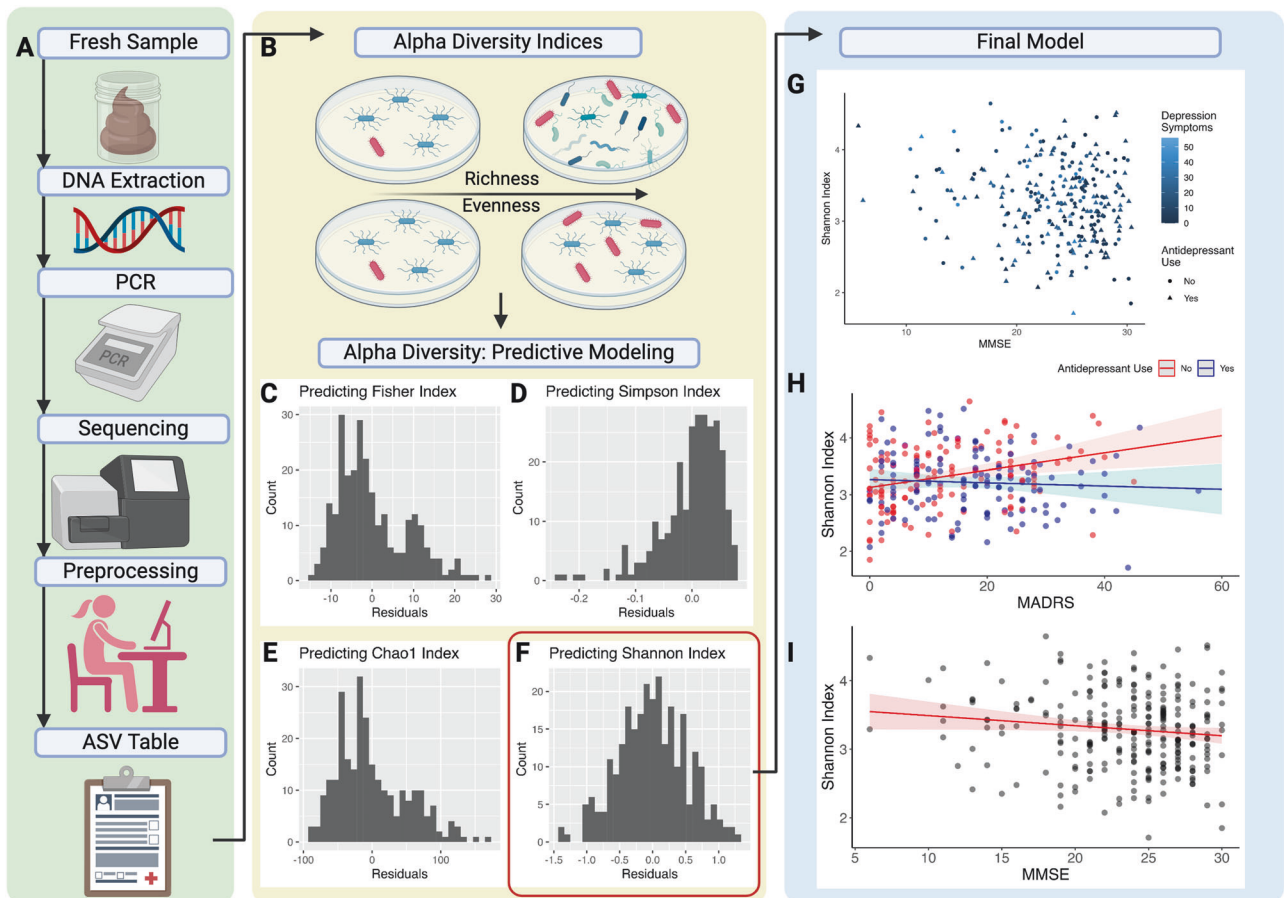 A
Fresh Sample
DNA Extraction
PCR
PCR
Sequencing
Preprocessing
ASV Table
B
Alpha Diversity Indices
Richness
Evenness
Alpha Diversity: Predictive Modeling
C
Predicting Fisher Index
30
20
10
0
Count
-10
0
10
20
30
Residuals
D
Predicting Simpson Index
20
10
0
Count
-0.2
-0.1
0.0
Residuals
E
Predicting Chao1 Index
30
20
10
0
Count
-100
0
100
Residuals
F
Predicting Shannon Index
20
15
10
5
0
Count
-1.5
-1.0
-0.5
0.0
0.5
1.0
Residuals
Final Model
G
4
3
2
Shannon Index
10
20
30
MMSE
Depression
Symptoms
50
40
30
20
10
0
Antidepressant
Use
No
Yes
H
Antidepressant Use
No
Yes
4
3
2
Shannon Index
0
20
40
60
MADRS
I
4
3
2
Shannon Index
5
10
15
20
25
30
MMSE